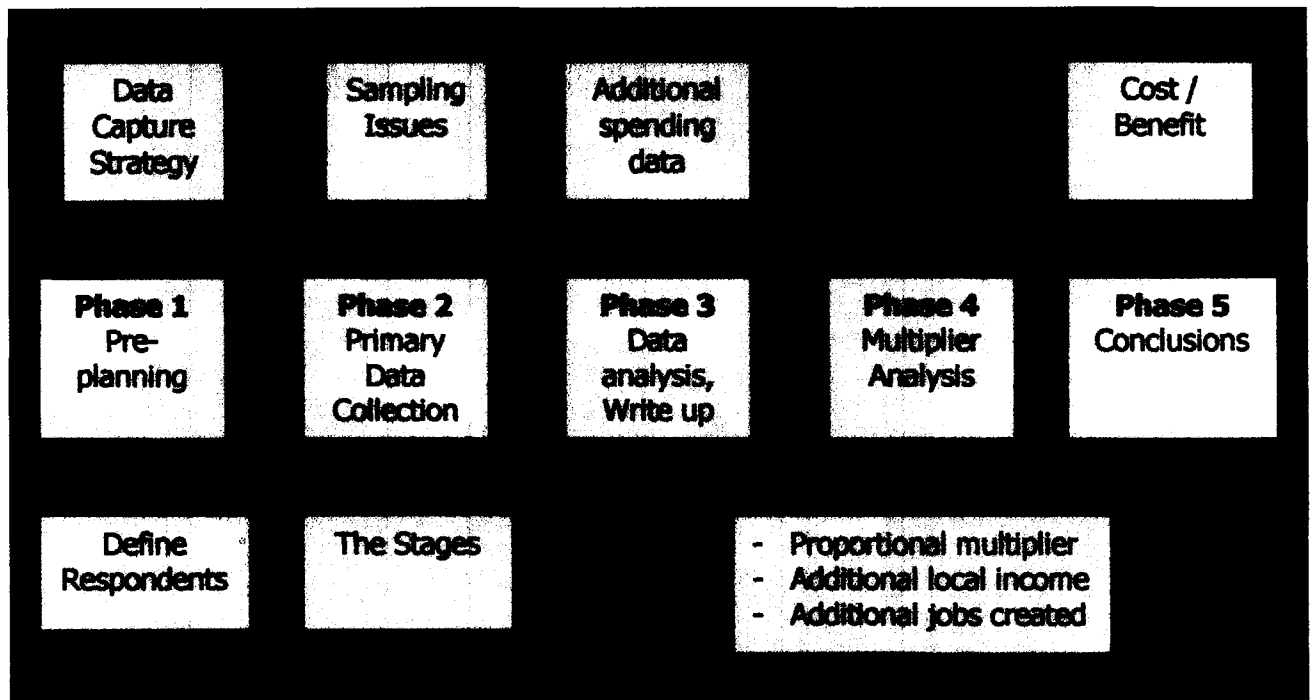 Data
Capture
Strategy
Sampling
Issues
Additional
spending
data
Cost /
Benefit
Phase 1
Pre-
planning
Phase 2
Primary
Data
Collection
Phase 3
Data
analysis,
Write up
Phase 4
Multiplier
Analysis
Phase 5
Conclusions
Define
Respondents
The Stages
- Proportional multiplier
- Additional local income
- Additional jobs created